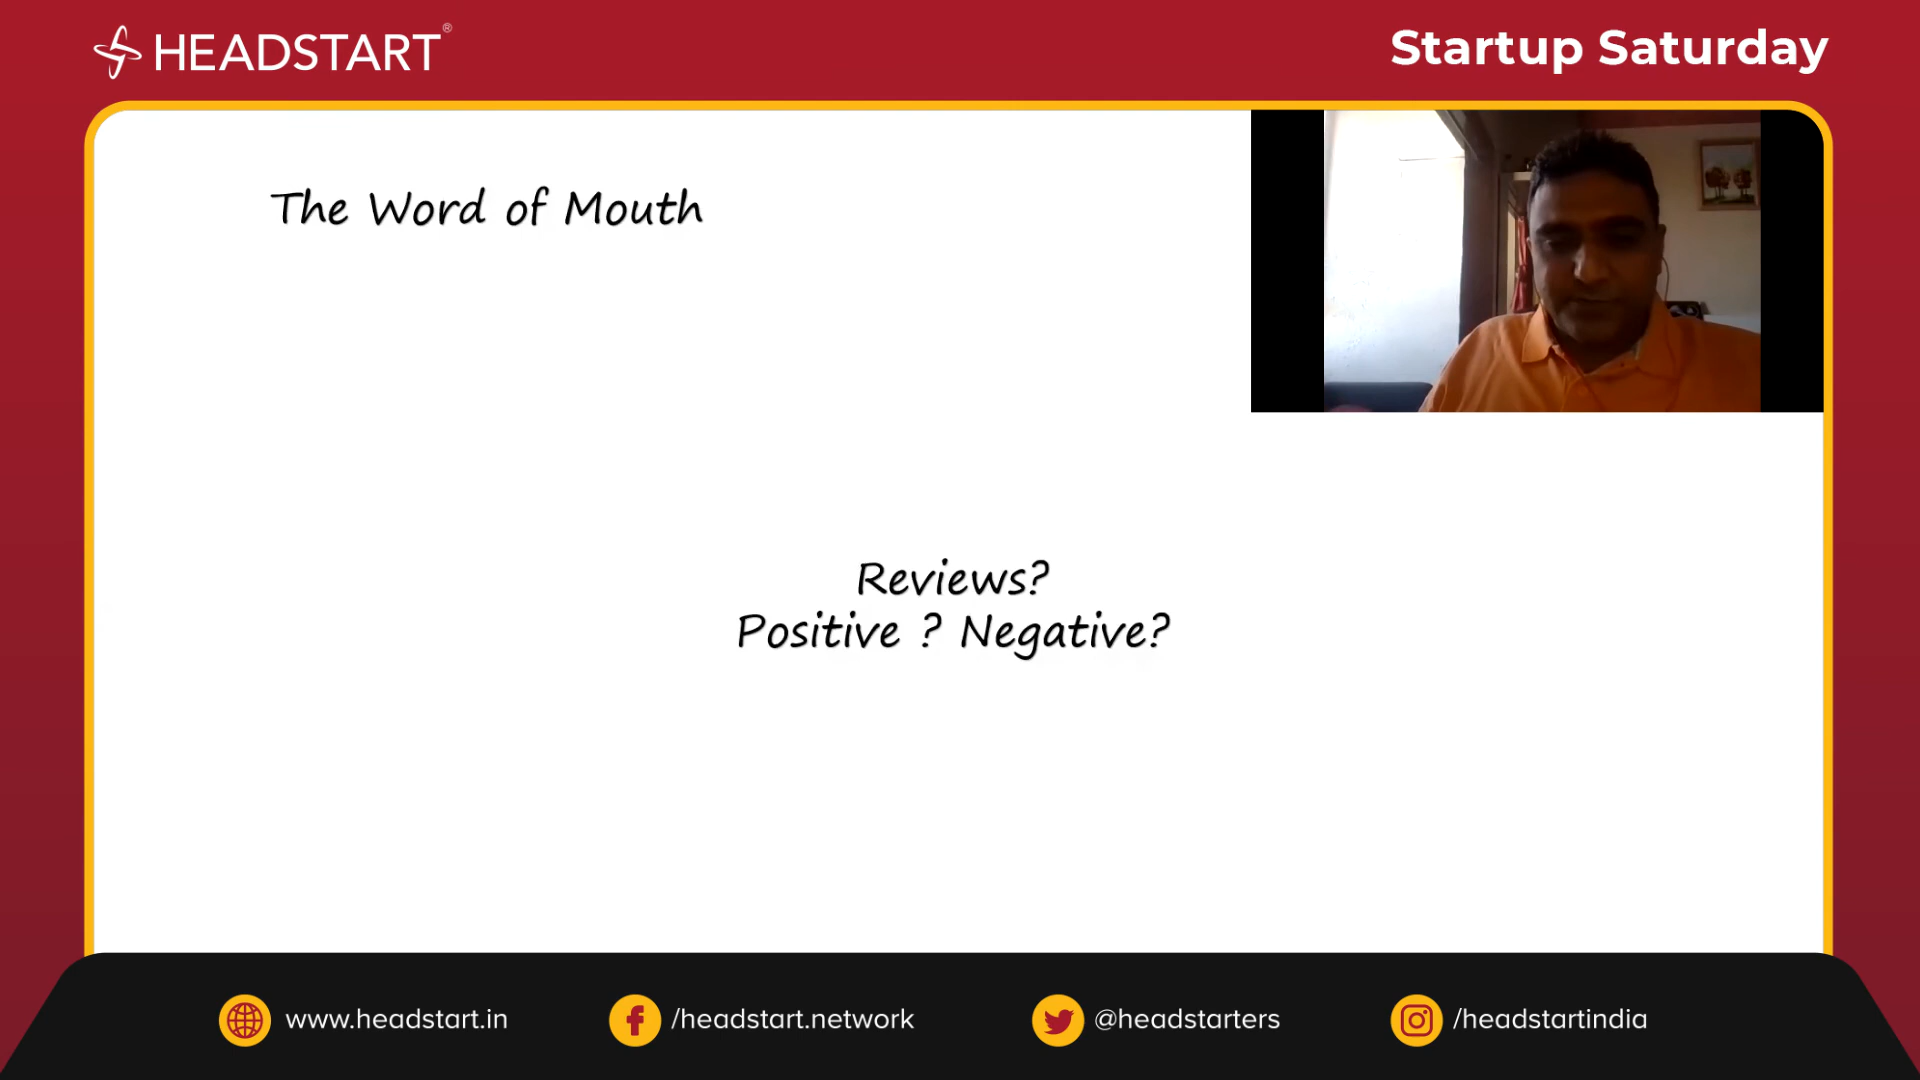 HEADSTART®
Startup Saturday
The Word of Mouth
Reviews?
Positive ? Negative?
www.headstart.in
/headstart.network
@headstarters
/headstartindia